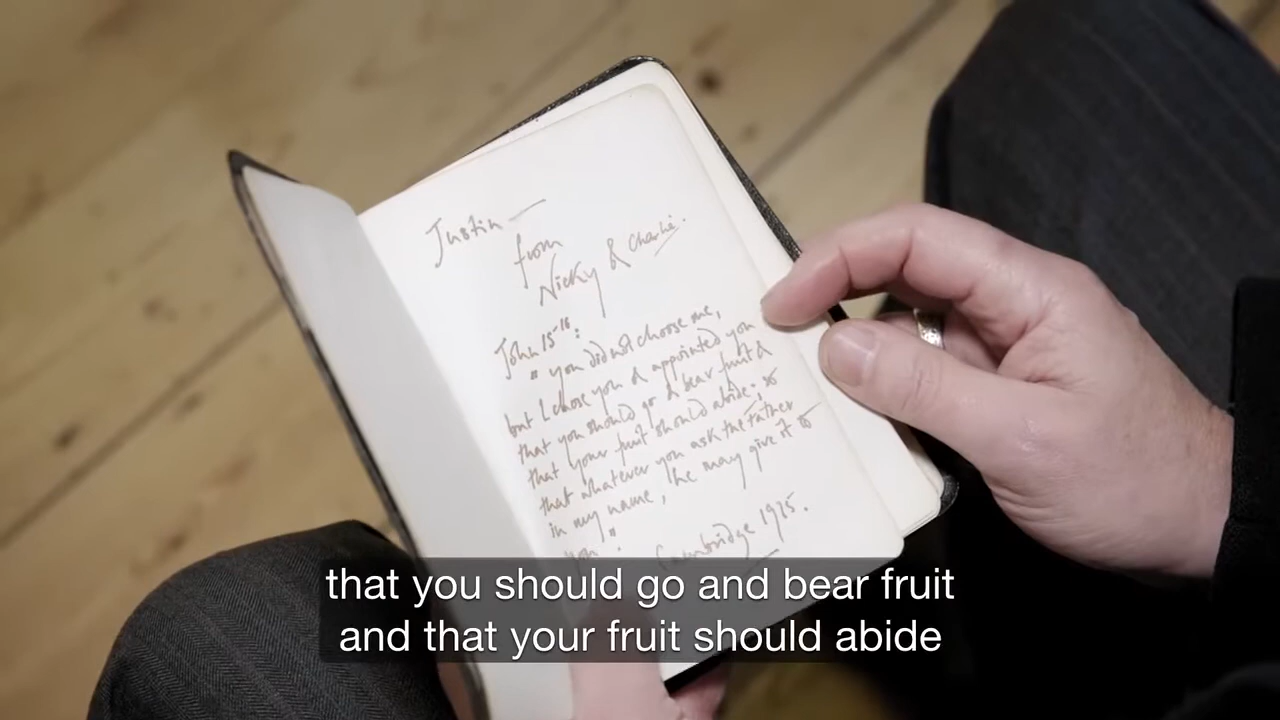 Justin —
from
Nicky & Charlie.
John 15-16:
"you did not choose me,
but I chose you & appointed you
that you should go & bear fruit &
that your fruit should abide; so
that whatever you ask the Father
in my name, he may give it to
you."
Cambridge 1975.
that you should go and bear fruit
and that your fruit should abide